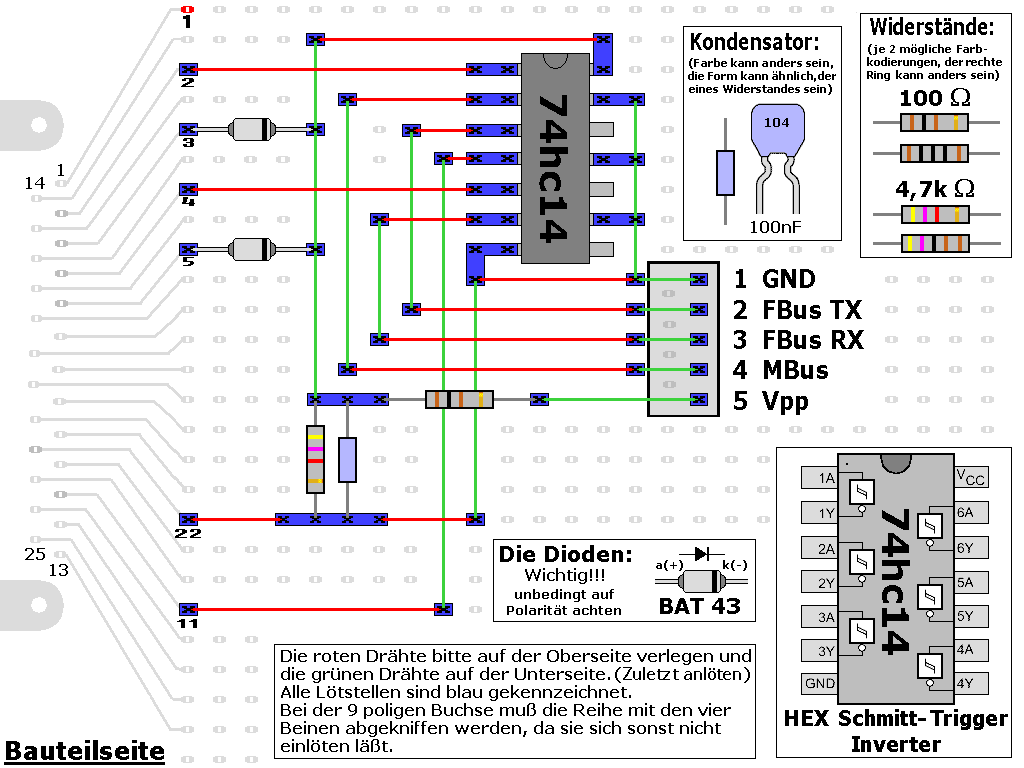 1
2
3
4
5
22
11
1
14
25
13
74hc14
Kondensator:
(Farbe kann anders sein,
die Form kann ähnlich,der
eines Widerstandes sein)
104
100nF
Widerstände:
(je 2 mögliche Farb-
kodierungen, der rechte
Ring kann anders sein)
100 Ω
4,7k Ω
1 GND
2 FBus TX
3 FBus RX
4 MBus
5 Vpp
Die Dioden:
Wichtig!!!
unbedingt auf
Polarität achten
a(+) k(-)
BAT 43
1A VCC
1Y 6A
2A 6Y
2Y 5A
3A 5Y
3Y 4A
GND 4Y
74hc14
HEX Schmitt-Trigger
Inverter
Die roten Drähte bitte auf der Oberseite verlegen und
die grünen Drähte auf der Unterseite.(Zuletzt anlöten)
Alle Lötstellen sind blau gekennzeichnet.
Bei der 9 poligen Buchse muß die Reihe mit den vier
Beinen abgekniffen werden, da sie sich sonst nicht
einlöten läßt.
Bauteilseite